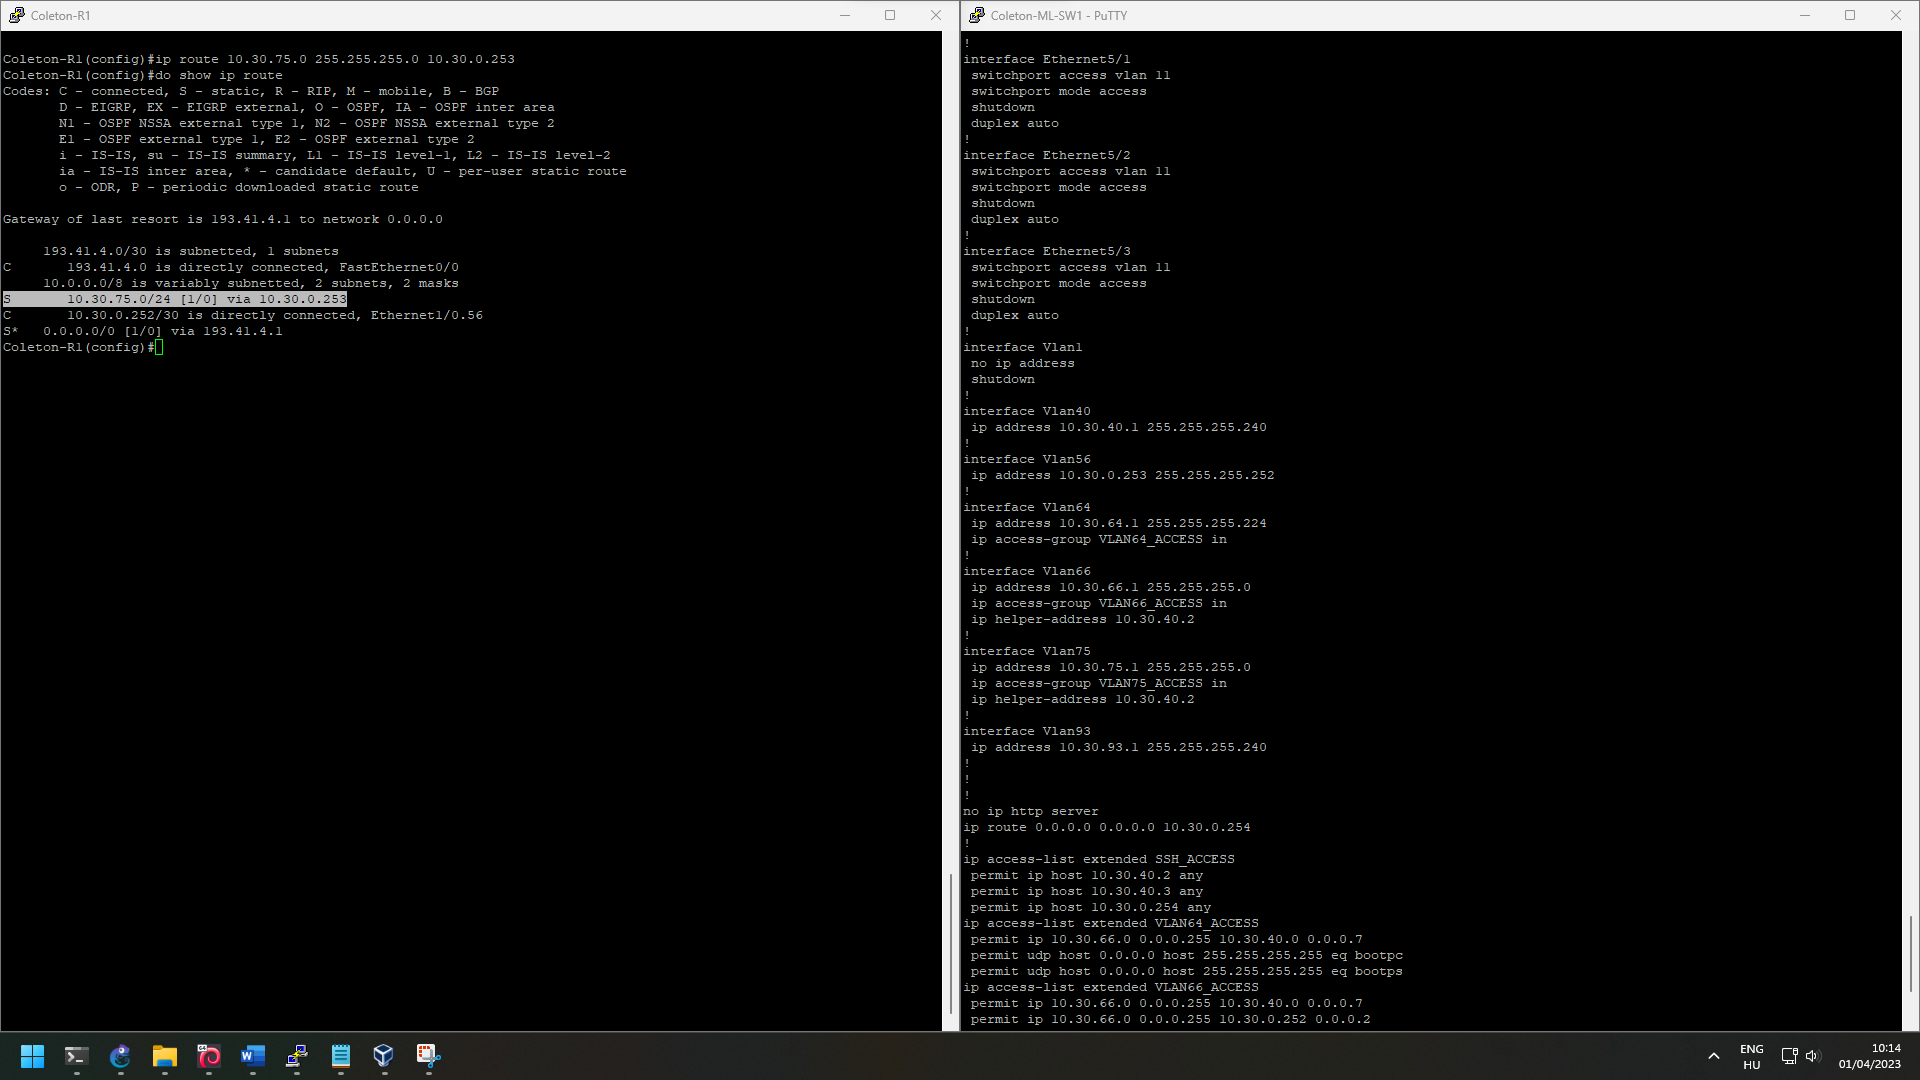 Coleton-R1
Coleton-R1(config)#ip route 10.30.75.0 255.255.255.0 10.30.0.253
Coleton-R1(config)#do show ip route
Codes: C - connected, S - static, R - RIP, M - mobile, B - BGP
D - EIGRP, EX - EIGRP external, O - OSPF, IA - OSPF inter area
N1 - OSPF NSSA external type 1, N2 - OSPF NSSA external type 2
E1 - OSPF external type 1, E2 - OSPF external type 2
i - IS-IS, su - IS-IS summary, L1 - IS-IS level-1, L2 - IS-IS level-2
ia - IS-IS inter area, * - candidate default, U - per-user static route
o - ODR, P - periodic downloaded static route
Gateway of last resort is 193.41.4.1 to network 0.0.0.0
193.41.4.0/30 is subnetted, 1 subnets
C 193.41.4.0 is directly connected, FastEthernet0/0
10.0.0.0/8 is variably subnetted, 2 subnets, 2 masks
S 10.30.75.0/24 [1/0] via 10.30.0.253
C 10.30.0.252/30 is directly connected, Ethernet1/0.56
S* 0.0.0.0/0 [1/0] via 193.41.4.1
Coleton-R1(config)#
Coleton-ML-SW1 - PuTTY
!
interface Ethernet5/1
switchport access vlan 11
switchport mode access
shutdown
duplex auto
!
interface Ethernet5/2
switchport access vlan 11
switchport mode access
shutdown
duplex auto
!
interface Ethernet5/3
switchport access vlan 11
switchport mode access
shutdown
duplex auto
!
interface Vlan1
no ip address
shutdown
!
interface Vlan40
ip address 10.30.40.1 255.255.255.240
!
interface Vlan56
ip address 10.30.0.253 255.255.255.252
!
interface Vlan64
ip address 10.30.64.1 255.255.255.224
ip access-group VLAN64_ACCESS in
!
interface Vlan66
ip address 10.30.66.1 255.255.255.0
ip access-group VLAN66_ACCESS in
ip helper-address 10.30.40.2
!
interface Vlan75
ip address 10.30.75.1 255.255.255.0
ip access-group VLAN75_ACCESS in
ip helper-address 10.30.40.2
!
interface Vlan93
ip address 10.30.93.1 255.255.255.240
!
!
!
no ip http server
ip route 0.0.0.0 0.0.0.0 10.30.0.254
!
ip access-list extended SSH_ACCESS
permit ip host 10.30.40.2 any
permit ip host 10.30.40.3 any
permit ip host 10.30.0.254 any
ip access-list extended VLAN64_ACCESS
permit ip 10.30.66.0 0.0.0.255 10.30.40.0 0.0.0.7
permit udp host 0.0.0.0 host 255.255.255.255 eq bootpc
permit udp host 0.0.0.0 host 255.255.255.255 eq bootps
ip access-list extended VLAN66_ACCESS
permit ip 10.30.66.0 0.0.0.255 10.30.40.0 0.0.0.7
permit ip 10.30.66.0 0.0.0.255 10.30.0.252 0.0.0.2
ENG
HU
10:14
01/04/2023